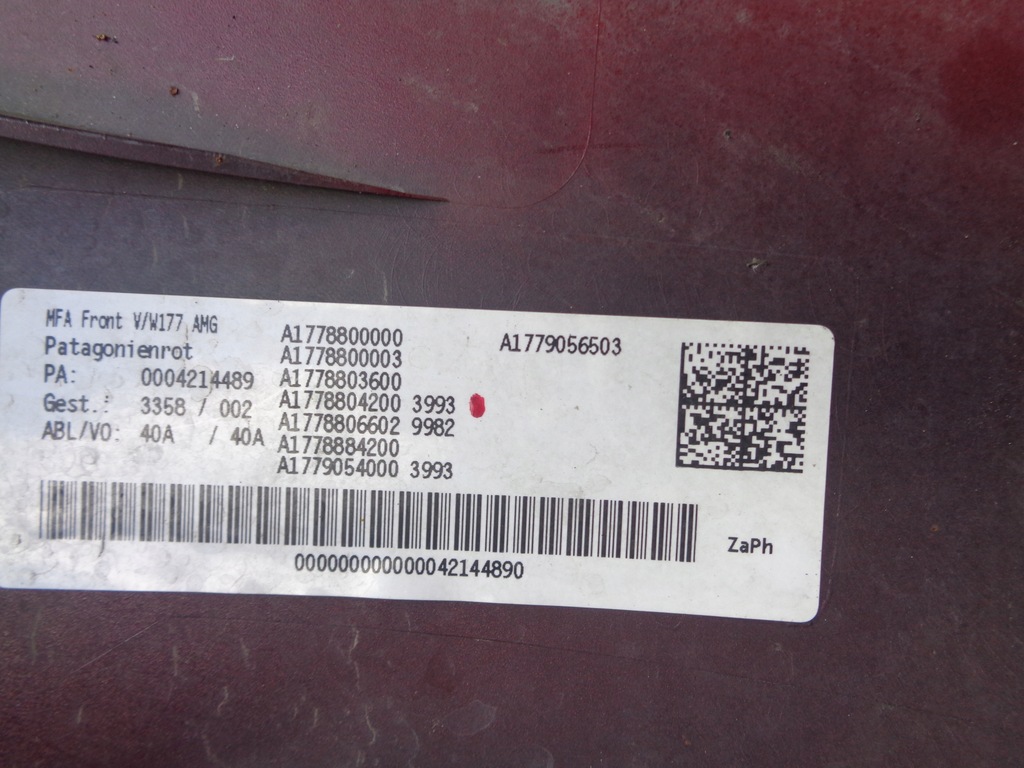 MFA Front V/W177 AMG
Patagonienrot
PA: 0004214489
Gest.: 3358 / 002
ABL/VO: 40A / 40A
A1778800000
A1778800003
A1778803600
A1778804200 3993
A1778806602 9982
A1778884200
A1779054000 3993
A1779056503
ZaPh
00000000000000042144890